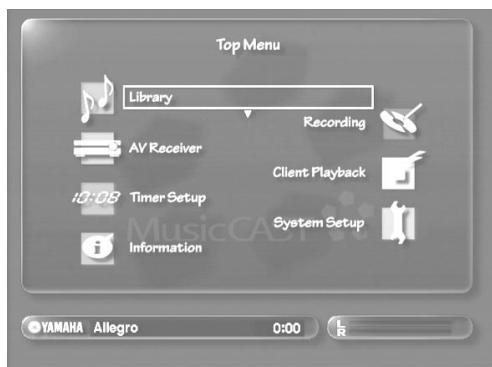 Top Menu
Library
Recording
AV Receiver
Client Playback
10:08 Timer Setup
System Setup
MusicCAST
Information
YAMAHA Allegro 0:00 L
R